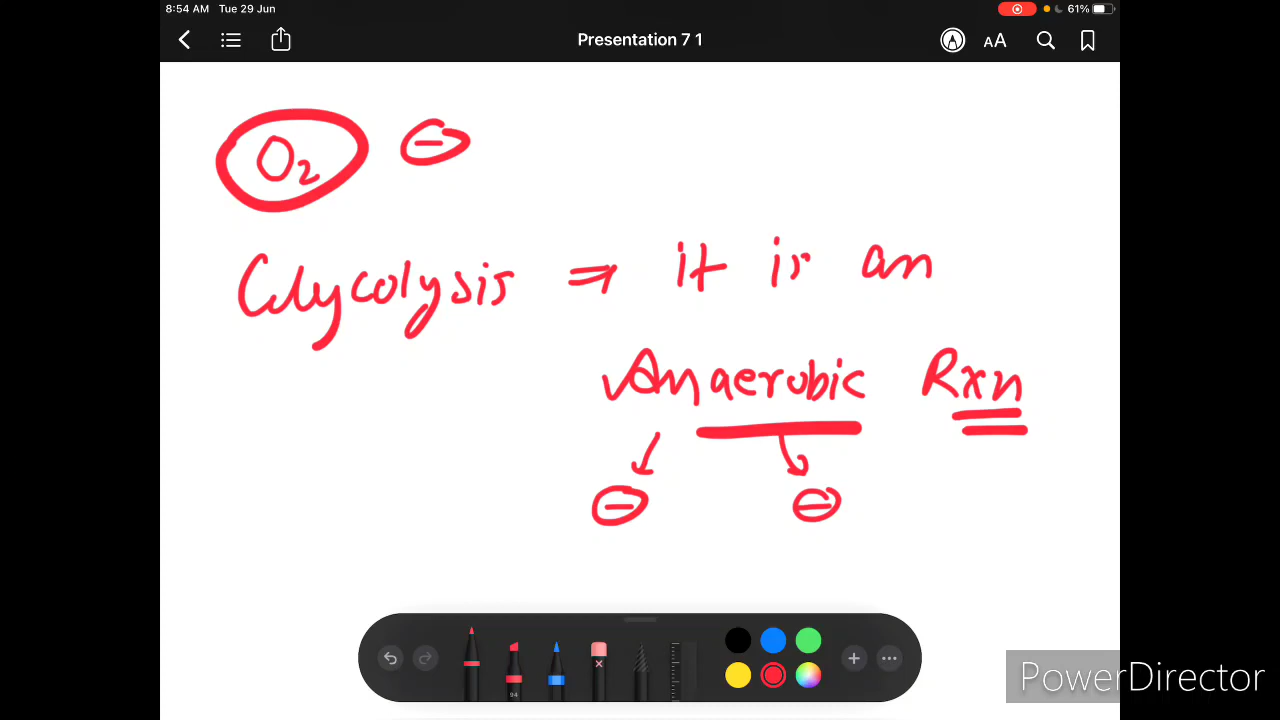 8:54 AM Tue 29 Jun
61%
Presentation 7 1
AA
O2 ⊖
Glycolysis ⇒ it is an
Anaerobic Rxn
⊖ ⊖
94
PowerDirector